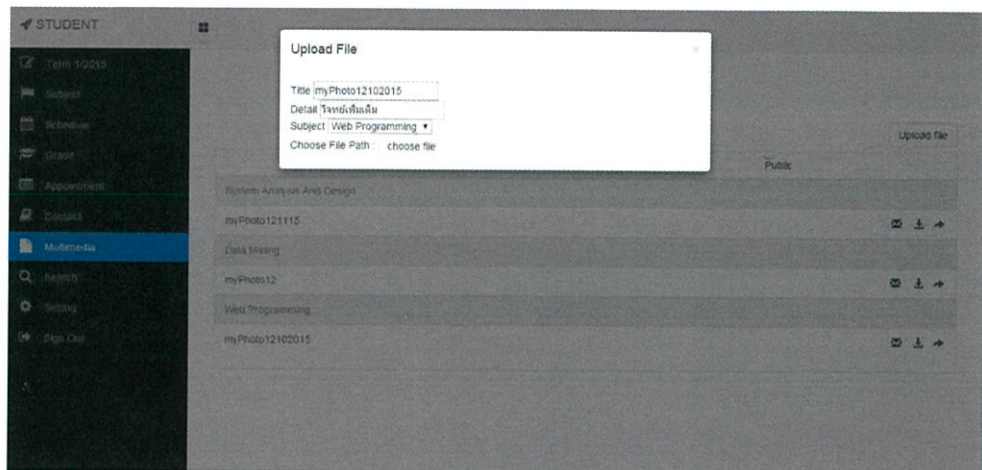 STUDENT
Term 1/2015
Subject
Schedule
Grade
Appointment
Contact
Multimedia
Search
Setting
Sign Out
Upload File
×
Title myPhoto12102015
Detail โจทย์เพิ่มเติม
Subject Web Programming
Choose File Path : choose file
Upload file
Public
System Analysis And Design
myPhoto121115
Data Mining
myPhoto12
Web Programming
myPhoto12102015